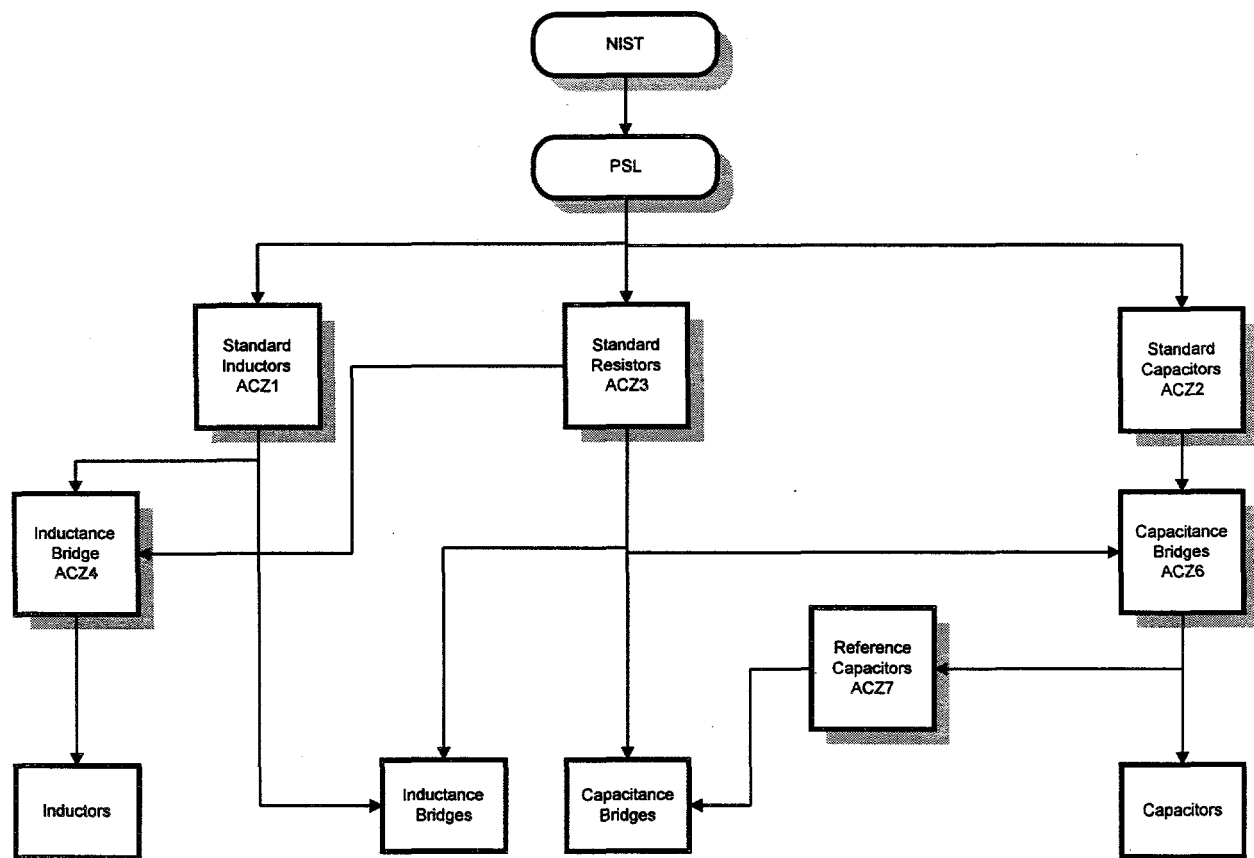 NIST
PSL
Standard
Inductors
ACZ1
Standard
Resistors
ACZ3
Standard
Capacitors
ACZ2
Inductance
Bridge
ACZ4
Capacitance
Bridges
ACZ6
Reference
Capacitors
ACZ7
Inductors
Inductance
Bridges
Capacitance
Bridges
Capacitors